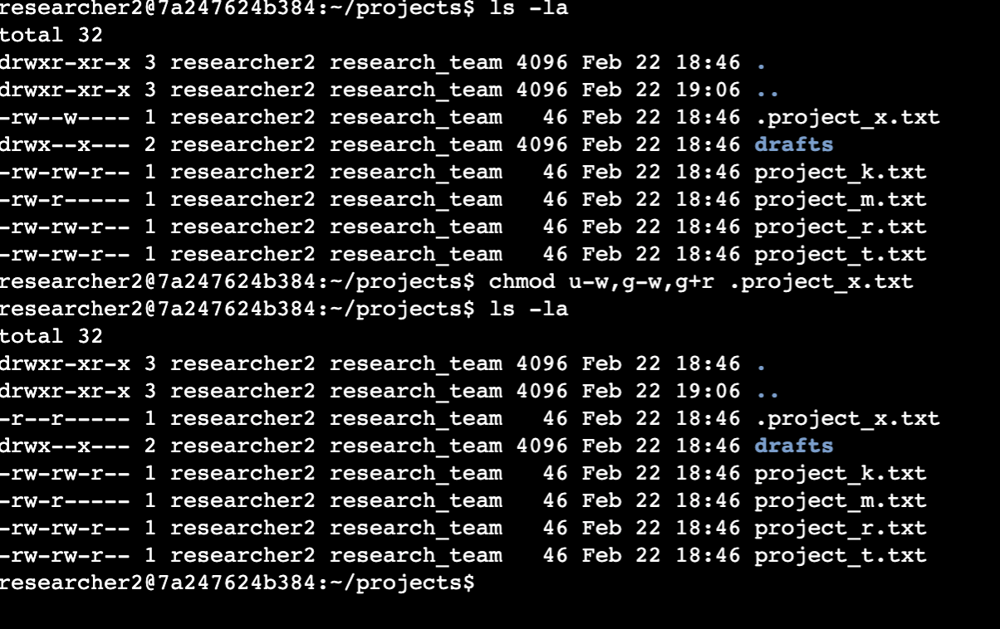 researcher2@7a247624b384:~/projects$ ls -la
total 32
drwxr-xr-x 3 researcher2 research_team 4096 Feb 22 18:46 .
drwxr-xr-x 3 researcher2 research_team 4096 Feb 22 19:06 ..
-rw--w---- 1 researcher2 research_team   46 Feb 22 18:46 .project_x.txt
drwx--x--- 2 researcher2 research_team 4096 Feb 22 18:46 drafts
-rw-rw-r-- 1 researcher2 research_team   46 Feb 22 18:46 project_k.txt
-rw-r----- 1 researcher2 research_team   46 Feb 22 18:46 project_m.txt
-rw-rw-r-- 1 researcher2 research_team   46 Feb 22 18:46 project_r.txt
-rw-rw-r-- 1 researcher2 research_team   46 Feb 22 18:46 project_t.txt
researcher2@7a247624b384:~/projects$ chmod u-w,g-w,g+r .project_x.txt
researcher2@7a247624b384:~/projects$ ls -la
total 32
drwxr-xr-x 3 researcher2 research_team 4096 Feb 22 18:46 .
drwxr-xr-x 3 researcher2 research_team 4096 Feb 22 19:06 ..
-r--r----- 1 researcher2 research_team   46 Feb 22 18:46 .project_x.txt
drwx--x--- 2 researcher2 research_team 4096 Feb 22 18:46 drafts
-rw-rw-r-- 1 researcher2 research_team   46 Feb 22 18:46 project_k.txt
-rw-r----- 1 researcher2 research_team   46 Feb 22 18:46 project_m.txt
-rw-rw-r-- 1 researcher2 research_team   46 Feb 22 18:46 project_r.txt
-rw-rw-r-- 1 researcher2 research_team   46 Feb 22 18:46 project_t.txt
researcher2@7a247624b384:~/projects$